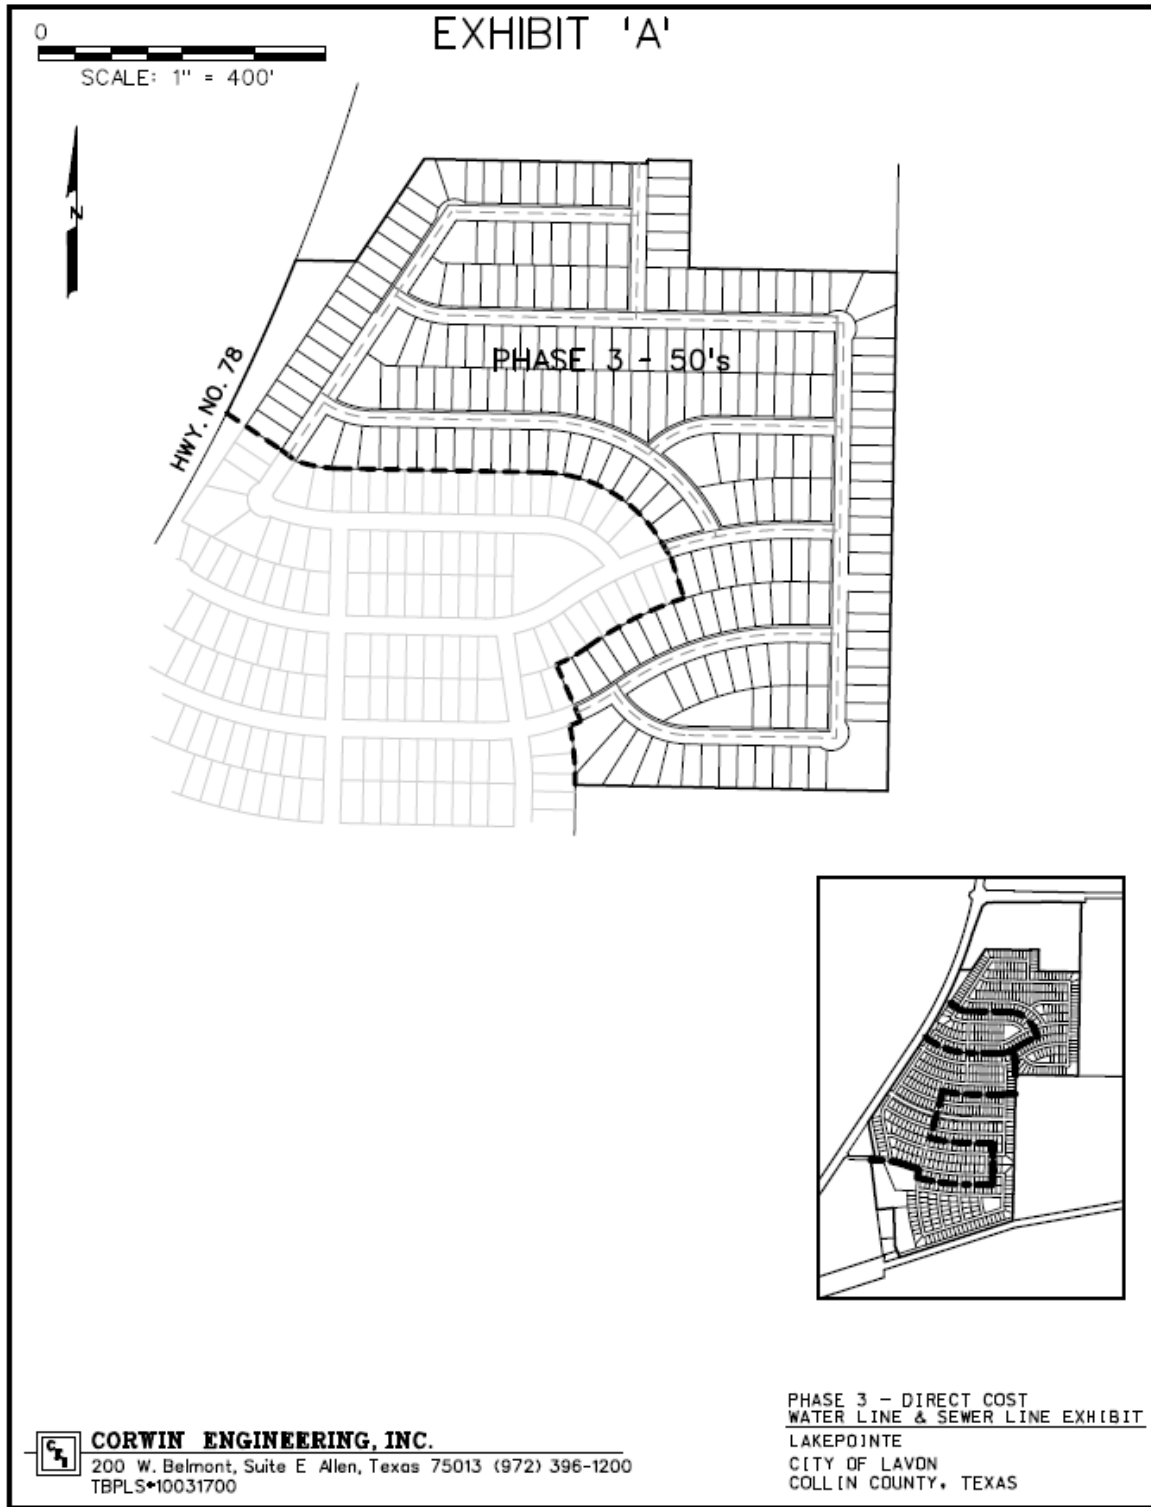 EXHIBIT 'A'
0
SCALE: 1" = 400'
N
HWY. NO. 78
PHASE 3 - 50's
PHASE 3 - DIRECT COST
WATER LINE & SEWER LINE EXHIBIT
LAKEPOINTE
CITY OF LAVON
COLLIN COUNTY, TEXAS
CEI
CORWIN ENGINEERING, INC.
200 W. Belmont, Suite E Allen, Texas 75013 (972) 396-1200
TBPLS#10031700